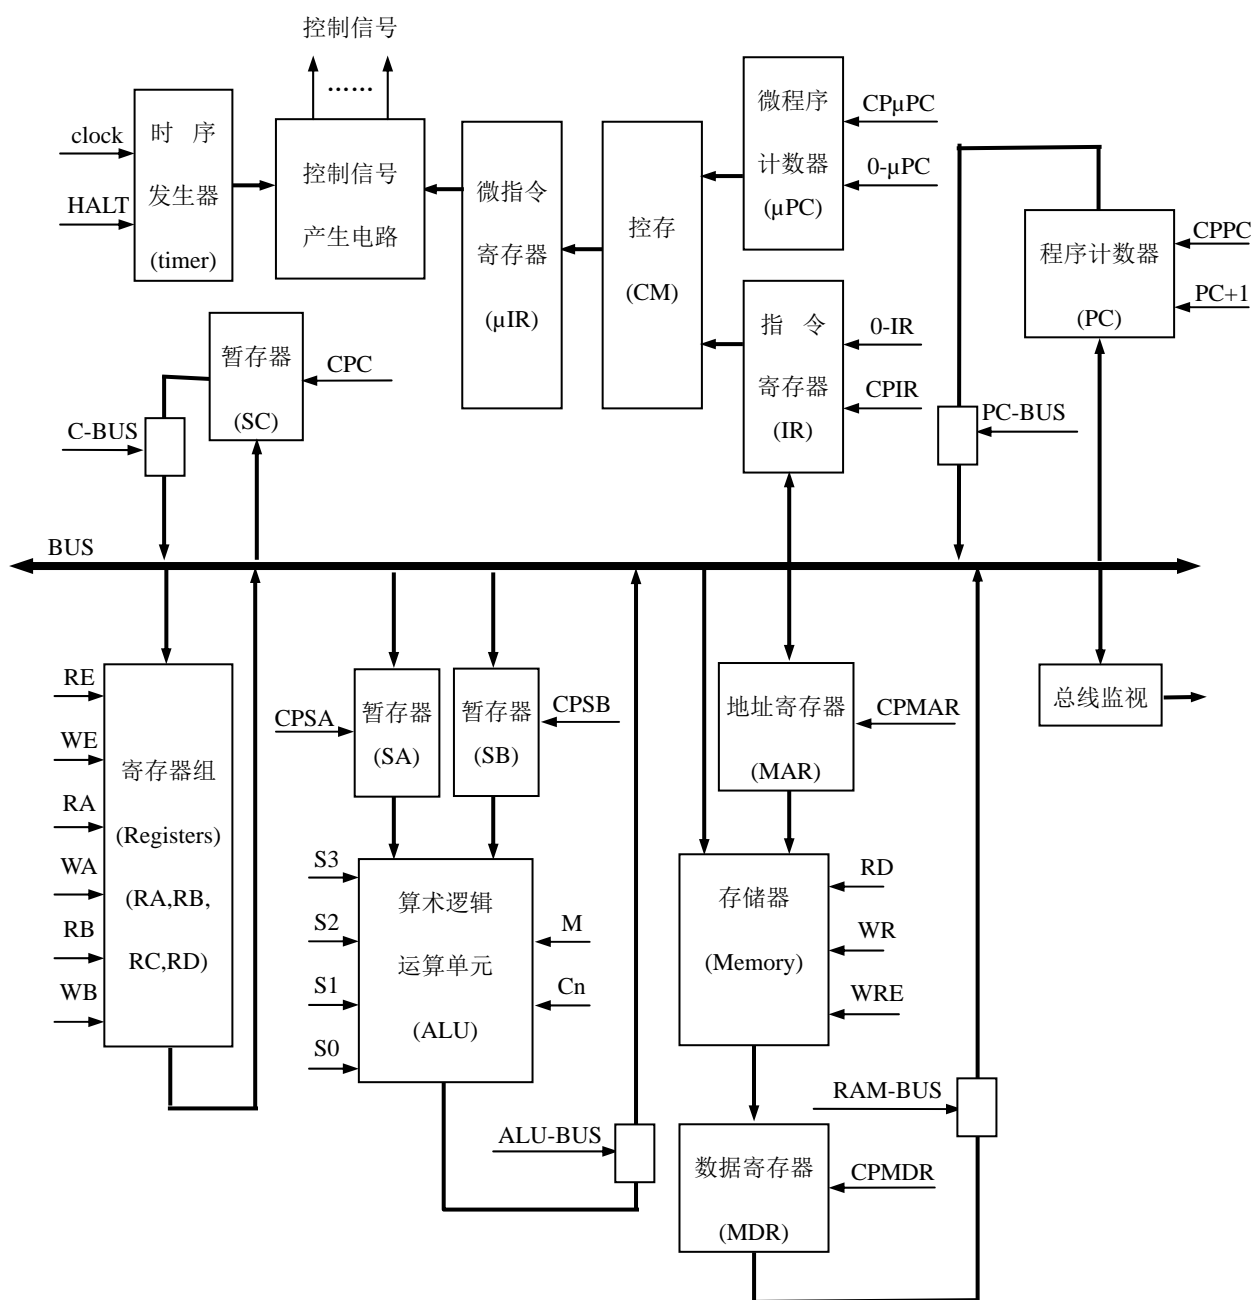 控制信号
……
clock
HALT
时 序
发生器
(timer)
控制信号
产生电路
微指令
寄存器
(μIR)
控存
(CM)
微程序
计数器
(μPC)
CPμPC
0-μPC
指 令
寄存器
(IR)
0-IR
CPIR
程序计数器
(PC)
CPPC
PC+1
PC-BUS
暂存器
(SC)
CPC
C-BUS
BUS
RE
WE
RA
WA
RB
WB
寄存器组
(Registers)
(RA,RB,
RC,RD)
CPSA
暂存器
(SA)
暂存器
(SB)
CPSB
S3
S2
S1
S0
算术逻辑
运算单元
(ALU)
M
Cn
ALU-BUS
地址寄存器
(MAR)
CPMAR
存储器
(Memory)
RD
WR
WRE
数据寄存器
(MDR)
CPMDR
RAM-BUS
总线监视